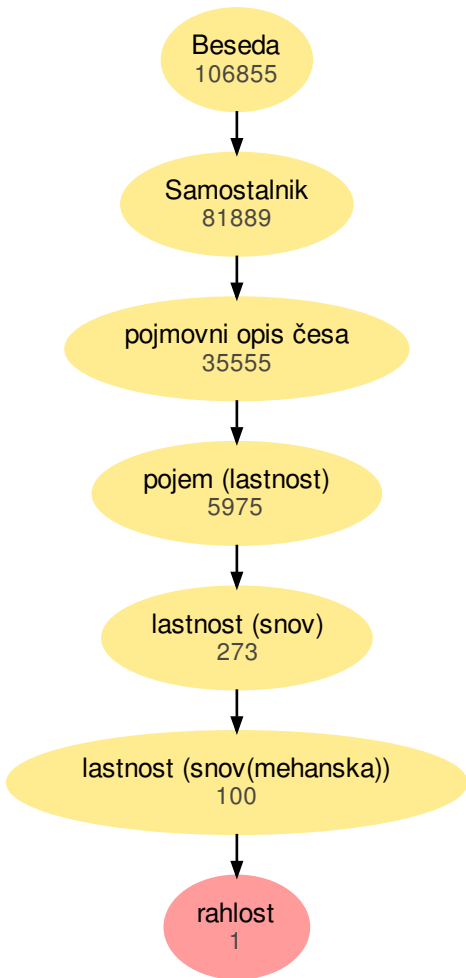 Beseda
106855
Samostalnik
81889
pojmovni opis česa
35555
pojem (lastnost)
5975
lastnost (snov)
273
lastnost (snov(mehanska))
100
rahlost
1